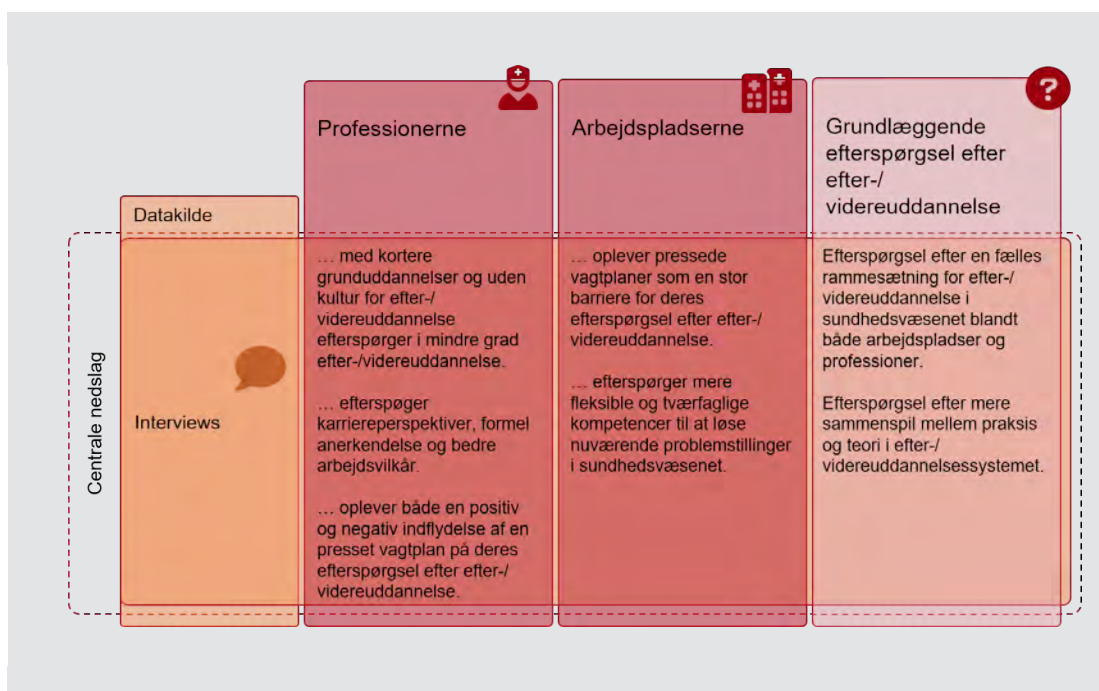 Professionerne
Arbejdspladserne
Grundlæggende
efterspørgsel efter
efter-/
videreuddannelse
Datakilde
Centrale nedslag
Interviews
… med kortere
grunduddannelser og uden
kultur for efter-/
videreuddannelse
efterspørger i mindre grad
efter-/videreuddannelse.
… efterspøger
karriereperspektiver, formel
anerkendelse og bedre
arbejdsvilkår.
… oplever både en positiv
og negativ indflydelse af en
presset vagtplan på deres
efterspørgsel efter efter-/
videreuddannelse.
… oplever pressede
vagtplaner som en stor
barriere for deres
efterspørgsel efter efter-/
videreuddannelse.
… efterspørger mere
fleksible og tværfaglige
kompetencer til at løse
nuværende problemstillinger
i sundhedsvæsenet.
Efterspørgsel efter en fælles
rammesætning for efter-/
videreuddannelse i
sundhedsvæsenet blandt
både arbejdspladser og
professioner.
Efterspørgsel efter mere
sammenspil mellem praksis
og teori i efter-/
videreuddannelsessystemet.